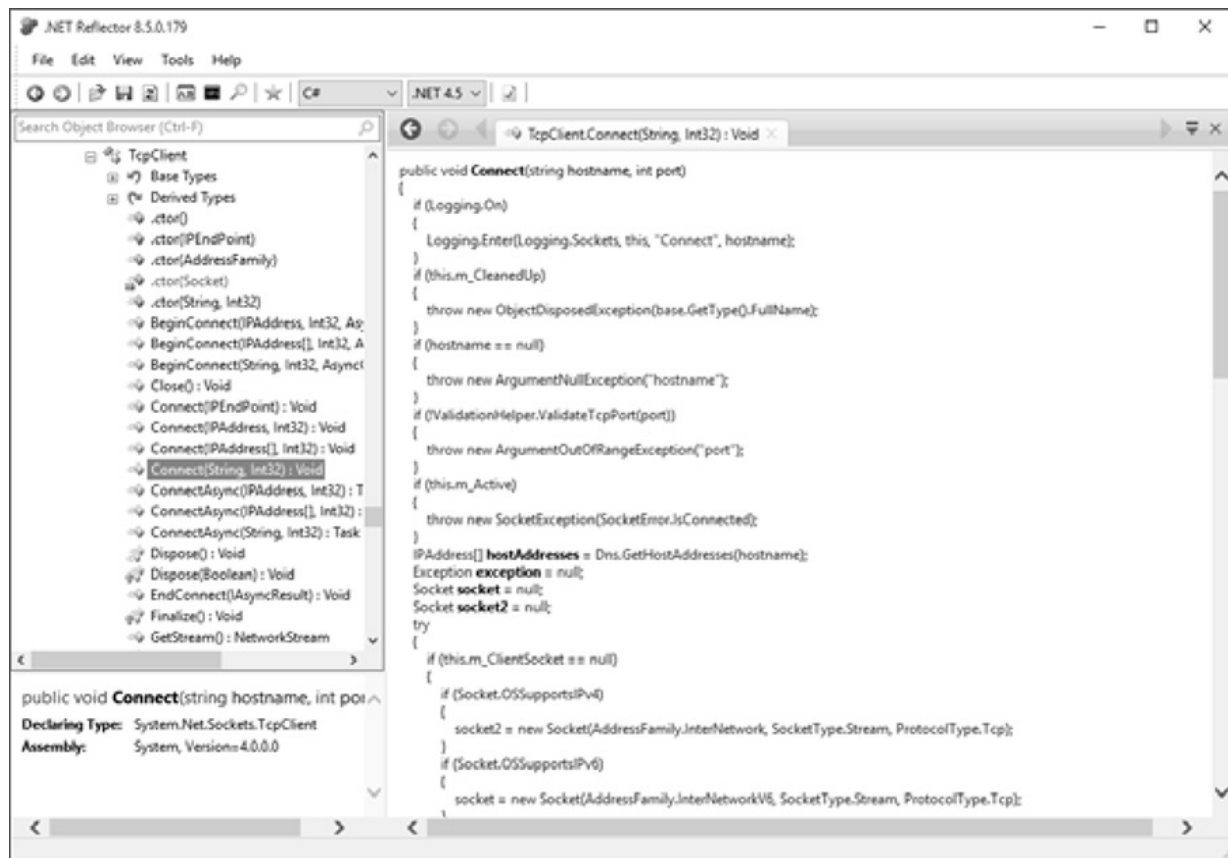 .NET Reflector 8.5.0.179
File Edit View Tools Help
C# .NET 4.5
Search Object Browser (Ctrl-F)
TcpClient
Base Types
Derived Types
.ctor()
.ctor(IPEndPoint)
.ctor(AddressFamily)
.ctor(Socket)
.ctor(String, Int32)
BeginConnect(IPAddress, Int32, As
BeginConnect(IPAddress[], Int32, A
BeginConnect(String, Int32, Async
Close() : Void
Connect(IPEndPoint) : Void
Connect(IPAddress, Int32) : Void
Connect(IPAddress[], Int32) : Void
Connect(String, Int32) : Void
ConnectAsync(IPAddress, Int32) : T
ConnectAsync(IPAddress[], Int32) :
ConnectAsync(String, Int32) : Task
Dispose() : Void
Dispose(Boolean) : Void
EndConnect(IAsyncResult) : Void
Finalize() : Void
GetStream() : NetworkStream
public void Connect(string hostname, int por
Declaring Type: System.Net.Sockets.TcpClient
Assembly: System, Version=4.0.0.0
TcpClient.Connect(String, Int32) : Void
public void Connect(string hostname, int port)
{
if (Logging.On)
{
Logging.Enter(Logging.Sockets, this, "Connect", hostname);
}
if (this.m_CleanedUp)
{
throw new ObjectDisposedException(base.GetType().FullName);
}
if (hostname == null)
{
throw new ArgumentNullException("hostname");
}
if (!ValidationHelper.ValidateTcpPort(port))
{
throw new ArgumentOutOfRangeException("port");
}
if (this.m_Active)
{
throw new SocketException(SocketError.IsConnected);
}
IPAddress[] hostAddresses = Dns.GetHostAddresses(hostname);
Exception exception = null;
Socket socket = null;
Socket socket2 = null;
try
{
if (this.m_ClientSocket == null)
{
if (Socket.OSSupportsIPv4)
{
socket2 = new Socket(AddressFamily.InterNetwork, SocketType.Stream, ProtocolType.Tcp);
}
if (Socket.OSSupportsIPv6)
{
socket = new Socket(AddressFamily.InterNetworkV6, SocketType.Stream, ProtocolType.Tcp);
}